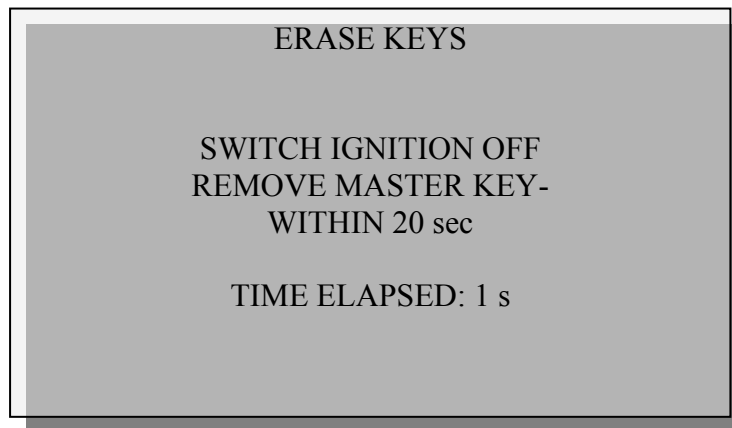 ERASE KEYS
SWITCH IGNITION OFF
REMOVE MASTER KEY-
WITHIN 20 sec
TIME ELAPSED: 1 s